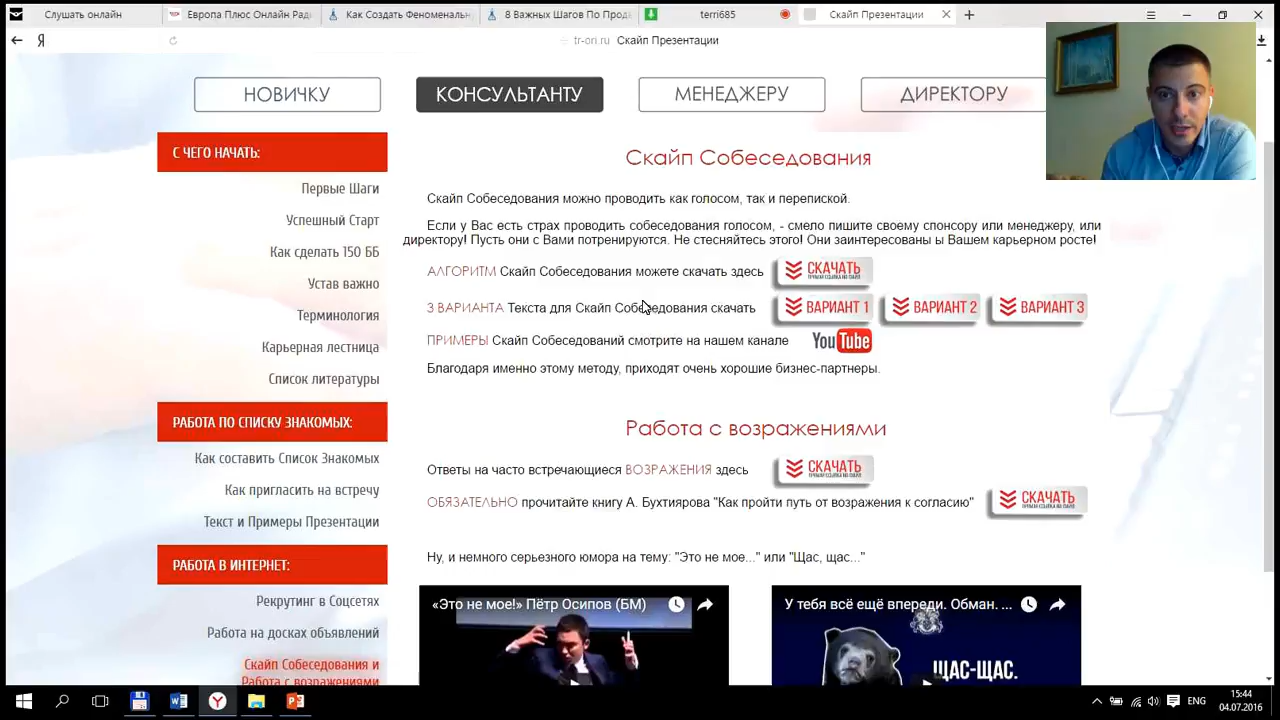 Слушать онлайн
Европа Плюс Онлайн Ради
Как Создать Феноменаль
8 Важных Шагов По Прод
terri685
Скайп Презентации
Я
tr-ori.ru Скайп Презентации
НОВИЧКУ
КОНСУЛЬТАНТУ
МЕНЕДЖЕРУ
ДИРЕКТОРУ
С ЧЕГО НАЧАТЬ:
Первые Шаги
Успешный Старт
Как сделать 150 ББ
Устав важно
Терминология
Карьерная лестница
Список литературы
РАБОТА ПО СПИСКУ ЗНАКОМЫХ:
Как составить Список Знакомых
Как пригласить на встречу
Текст и Примеры Презентации
РАБОТА В ИНТЕРНЕТ:
Рекрутинг в Соцсетях
Работа на досках объявлений
Скайп Собеседования и
Работа с возражениями
Скайп Собеседования
Скайп Собеседования можно проводить как голосом, так и перепиской.
Если у Вас есть страх проводить собеседования голосом, - смело пишите своему спонсору или менеджеру, или
директору! Пусть они с Вами потренируются. Не стесняйтесь этого! Они заинтересованы ы Вашем карьерном росте!
АЛГОРИТМ Скайп Собеседования можете скачать здесь СКАЧАТЬ
3 ВАРИАНТА Текста для Скайп Собеседования скачать ВАРИАНТ 1 ВАРИАНТ 2 ВАРИАНТ 3
ПРИМЕРЫ Скайп Собеседований смотрите на нашем канале YouTube
Благодаря именно этому методу, приходят очень хорошие бизнес-партнеры.
Работа с возражениями
Ответы на часто встречающиеся ВОЗРАЖЕНИЯ здесь СКАЧАТЬ
ОБЯЗАТЕЛЬНО прочитайте книгу А. Бухтиярова "Как пройти путь от возражения к согласию" СКАЧАТЬ
Ну, и немного серьезного юмора на тему: "Это не мое..." или "Щас, щас..."
«Это не мое!» Пётр Осипов (БМ)
У тебя всё ещё впереди. Обман. ...
ЩАС-ЩАС.
ENG
15:44
04.07.2016